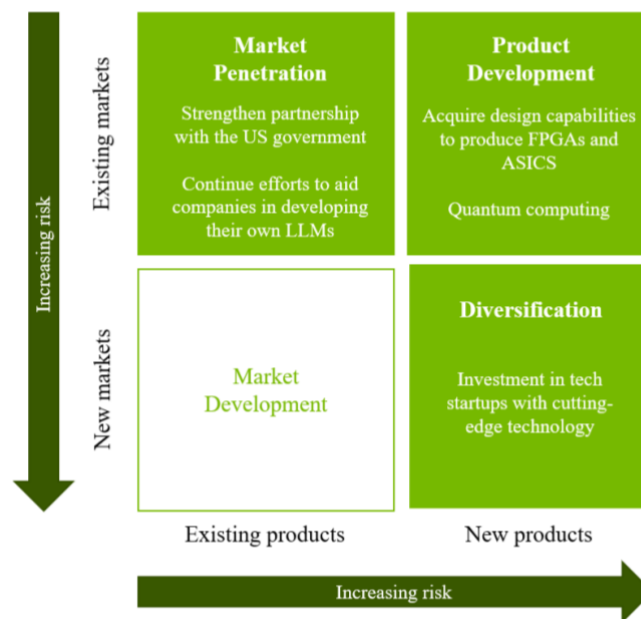 Market
Penetration
Strengthen partnership
with the US government
Continue efforts to aid
companies in developing
their own LLMs
Product
Development
Acquire design capabilities
to produce FPGAs and
ASICS
Quantum computing
Existing markets
Increasing risk
New markets
Market
Development
Diversification
Investment in tech
startups with cutting-
edge technology
Existing products
New products
Increasing risk